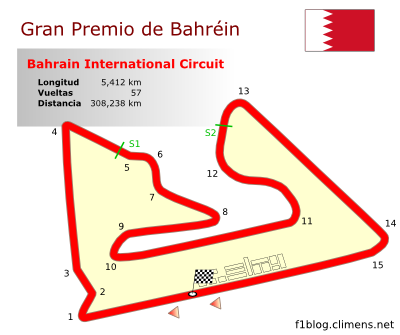 Gran Premio de Bahréin
Bahrain International Circuit
Longitud 5,412 km
Vueltas 57
Distancia 308,238 km
13
4
S1
S2
6
5
12
7
8
11
9
14
10
15
3
2
1
f1blog.climens.net